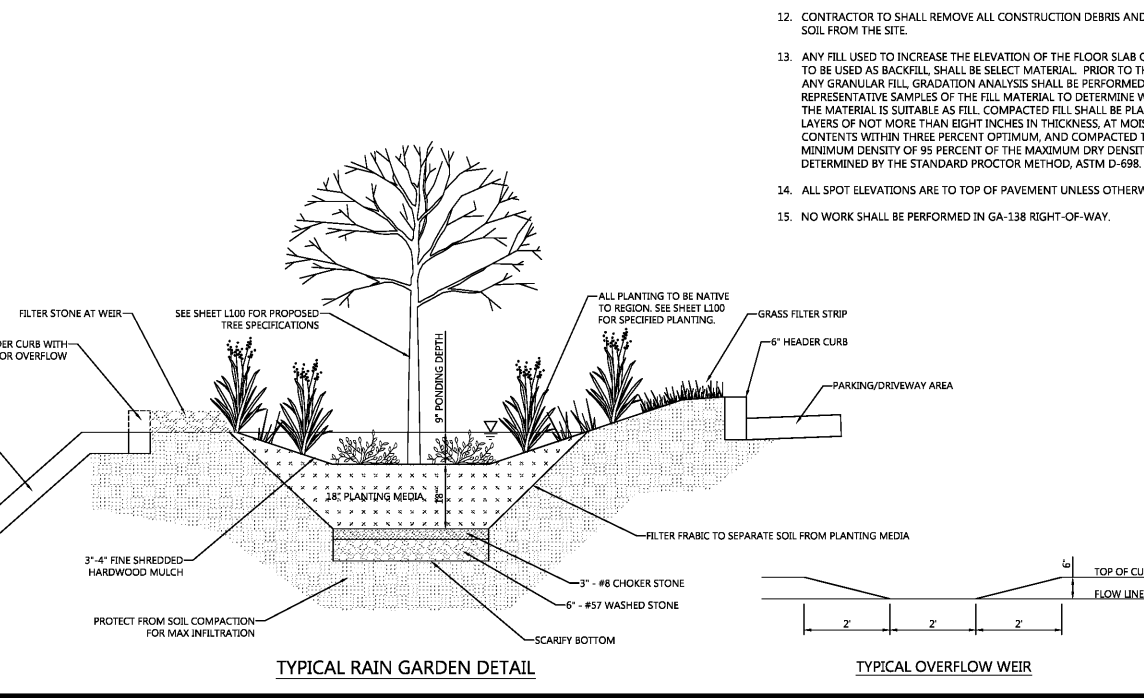 12. CONTRACTOR TO SHALL REMOVE ALL CONSTRUCTION DEBRIS AND
SOIL FROM THE SITE.
13. ANY FILL USED TO INCREASE THE ELEVATION OF THE FLOOR SLAB
TO BE USED AS BACKFILL, SHALL BE SELECT MATERIAL. PRIOR TO
ANY GRANULAR FILL, GRADATION ANALYSIS SHALL BE PERFORMED
REPRESENTATIVE SAMPLES OF THE FILL MATERIAL TO DETERMINE
THE MATERIAL IS SUITABLE AS FILL. COMPACTED FILL SHALL BE
LAYERS OF NOT MORE THAN EIGHT INCHES IN THICKNESS, AT
CONTENTS WITHIN THREE PERCENT OPTIMUM, AND COMPACTED
MINIMUM DENSITY OF 95 PERCENT OF THE MAXIMUM DRY
DETERMINED BY THE STANDARD PROCTOR METHOD, ASTM D-698.
14. ALL SPOT ELEVATIONS ARE TO TOP OF PAVEMENT UNLESS
15. NO WORK SHALL BE PERFORMED IN GA-138 RIGHT-OF-WAY.
FILTER STONE AT WEIR
CURB WITH
OR OVERFLOW
SEE SHEET L100 FOR PROPOSED
TREE SPECIFICATIONS
9" PONDING DEPTH
ALL PLANTING TO BE NATIVE
TO REGION. SEE SHEET L100
FOR SPECIFIED PLANTING.
GRASS FILTER STRIP
6" HEADER CURB
PARKING/DRIVEWAY AREA
18" PLANTING MEDIA
18"
FILTER FRABIC TO SEPARATE SOIL FROM PLANTING MEDIA
3"-4" FINE SHREDDED
HARDWOOD MULCH
3" - #8 CHOKER STONE
6" - #57 WASHED STONE
PROTECT FROM SOIL COMPACTION
FOR MAX INFILTRATION
SCARIFY BOTTOM
TYPICAL RAIN GARDEN DETAIL
6"
TOP OF
FLOW LINE
2'
2'
2'
TYPICAL OVERFLOW WEIR